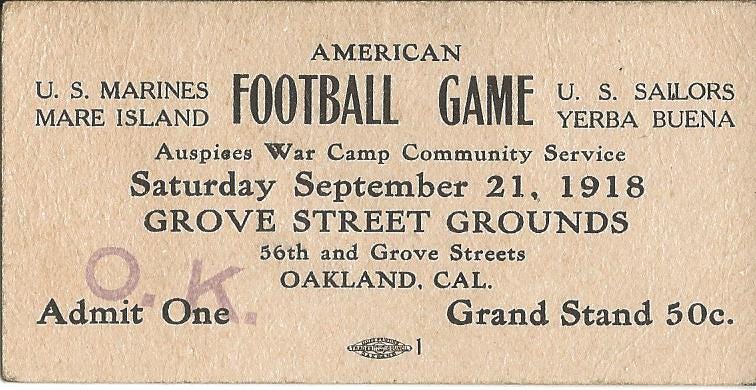 AMERICAN
U. S. MARINES FOOTBALL GAME U. S. SAILORS
MARE ISLAND YERBA BUENA
Auspices War Camp Community Service
Saturday September 21, 1918
GROVE STREET GROUNDS
56th and Grove Streets
OAKLAND, CAL.
O. K.
Admit One Grand Stand 50c.
1